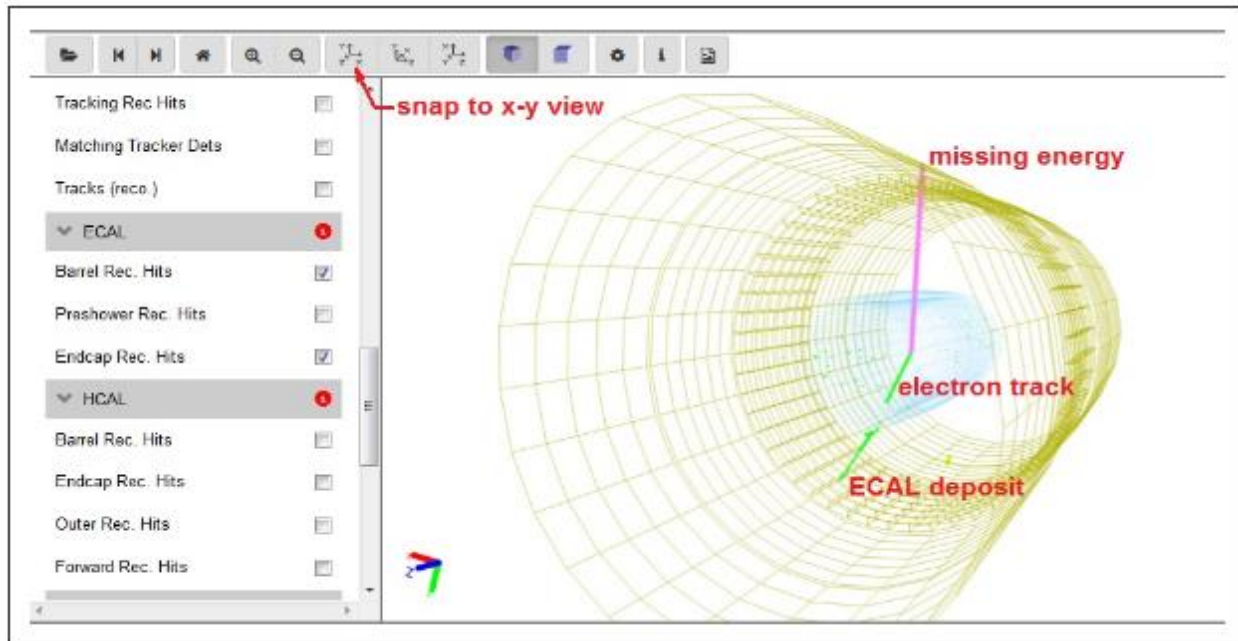 snap to x-y view
Tracking Rec Hits
Matching Tracker Dets
Tracks (reco.)
ECAL
Barrel Rec. Hits
Preshower Rec. Hits
Endcap Rec. Hits
HCAL
Barrel Rec. Hits
Endcap Rec. Hits
Outer Rec. Hits
Forward Rec. Hits
missing energy
electron track
ECAL deposit
Z